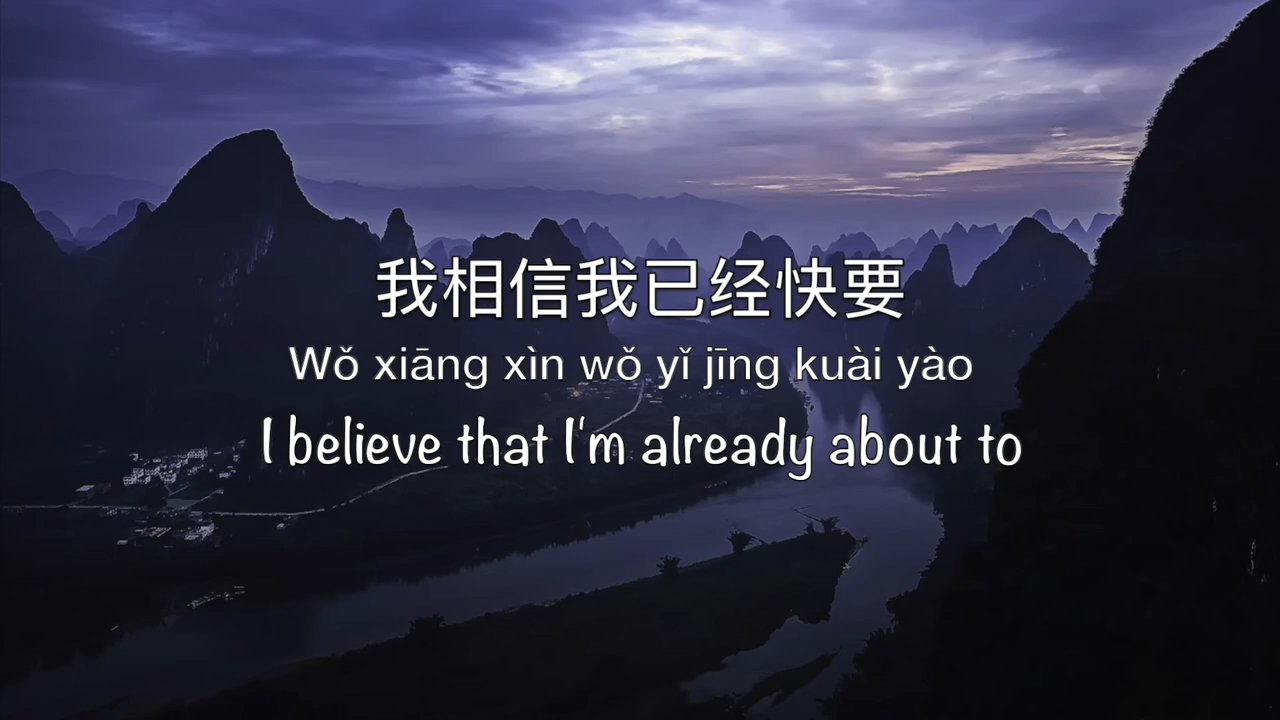 我相信我已经快要
Wǒ xiāng xìn wǒ yǐ jīng kuài yào
I believe that I'm already about to